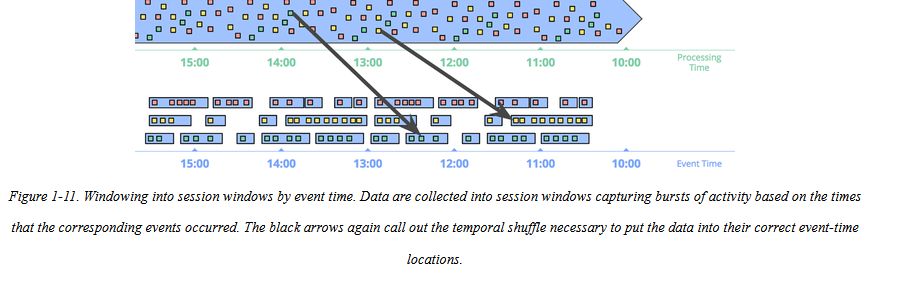 15:00 14:00 13:00 12:00 11:00 10:00 Processing
Time
15:00 14:00 13:00 12:00 11:00 10:00 Event Time
Figure 1-11. Windowing into session windows by event time. Data are collected into session windows capturing bursts of activity based on the times
that the corresponding events occurred. The black arrows again call out the temporal shuffle necessary to put the data into their correct event-time
locations.